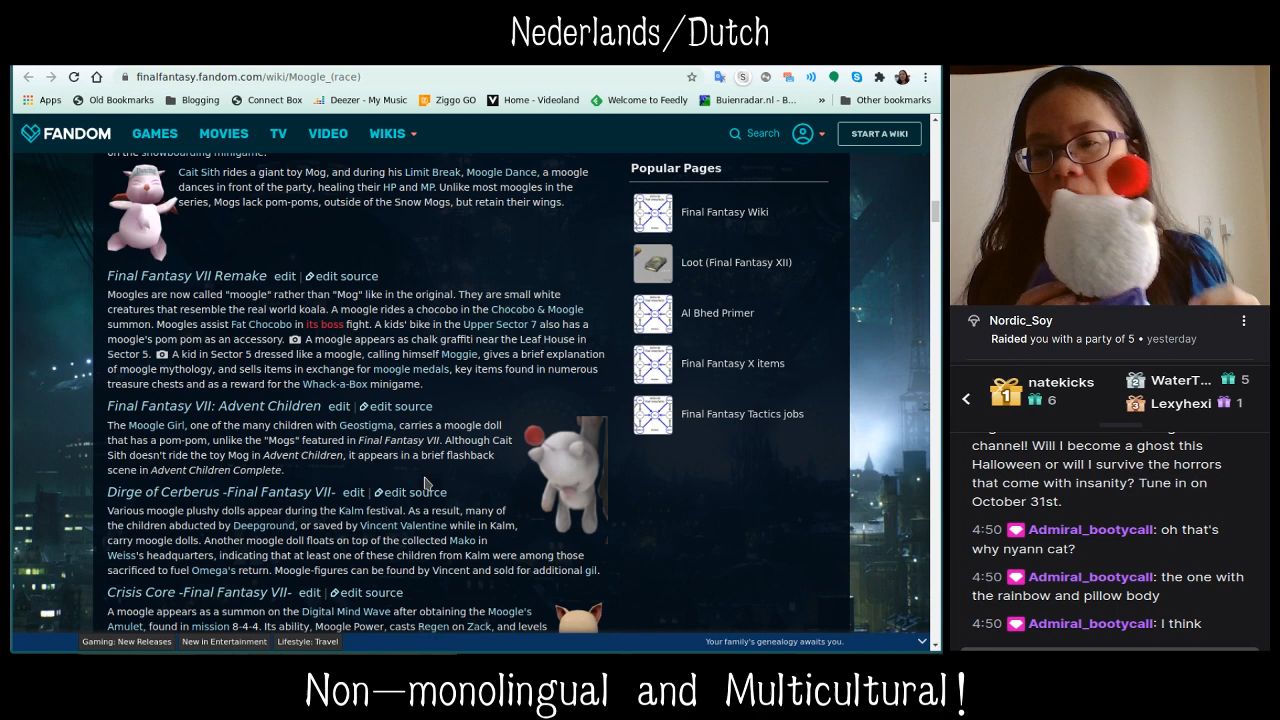 Nederlands/Dutch
finalfantasy.fandom.com/wiki/Moogle_(race)
Apps Old Bookmarks Blogging Connect Box Deezer - My Music Ziggo GO Home - Videoland Welcome to Feedly Buienradar.nl - B... » Other bookmarks
FANDOM GAMES MOVIES TV VIDEO WIKIS Search START A WIKI
on the snowboarding minigame.
Cait Sith rides a giant toy Mog, and during his Limit Break, Moogle Dance, a moogle
dances in front of the party, healing their HP and MP. Unlike most moogles in the
series, Mogs lack pom-poms, outside of the Snow Mogs, but retain their wings.
Final Fantasy VII Remake edit | edit source
Moogles are now called "moogle" rather than "Mog" like in the original. They are small white
creatures that resemble the real world koala. A moogle rides a chocobo in the Chocobo & Moogle
summon. Moogles assist Fat Chocobo in its boss fight. A kids' bike in the Upper Sector 7 also has a
moogle's pom pom as an accessory. A moogle appears as chalk graffiti near the Leaf House in
Sector 5. A kid in Sector 5 dressed like a moogle, calling himself Moggie, gives a brief explanation
of moogle mythology, and sells items in exchange for moogle medals, key items found in numerous
treasure chests and as a reward for the Whack-a-Box minigame.
Final Fantasy VII: Advent Children edit | edit source
The Moogle Girl, one of the many children with Geostigma, carries a moogle doll
that has a pom-pom, unlike the "Mogs" featured in Final Fantasy VII. Although Cait
Sith doesn't ride the toy Mog in Advent Children, it appears in a brief flashback
scene in Advent Children Complete.
Dirge of Cerberus -Final Fantasy VII- edit | edit source
Various moogle plushy dolls appear during the Kalm festival. As a result, many of
the children abducted by Deepground, or saved by Vincent Valentine while in Kalm,
carry moogle dolls. Another moogle doll floats on top of the collected Mako in
Weiss's headquarters, indicating that at least one of these children from Kalm were among those
sacrificed to fuel Omega's return. Moogle-figures can be found by Vincent and sold for additional gil.
Crisis Core -Final Fantasy VII- edit | edit source
A moogle appears as a summon on the Digital Mind Wave after obtaining the Moogle's
Amulet, found in mission 8-4-4. Its ability, Moogle Power, casts Regen on Zack, and levels
Popular Pages
Final Fantasy Wiki
Loot (Final Fantasy XII)
Al Bhed Primer
Final Fantasy X items
Final Fantasy Tactics jobs
Gaming: New Releases New in Entertainment Lifestyle: Travel Your family's genealogy awaits you.
Nordic_Soy
Raided you with a party of 5 • yesterday
1 natekicks 6
2 WaterT... 5
3 Lexyhexi 1
channel! Will I become a ghost this
Halloween or will I survive the horrors
that come with insanity? Tune in on
October 31st.
4:50 Admiral_bootycall: oh that's
why nyann cat?
4:50 Admiral_bootycall: the one with
the rainbow and pillow body
4:50 Admiral_bootycall: I think
Non-monolingual and Multicultural!